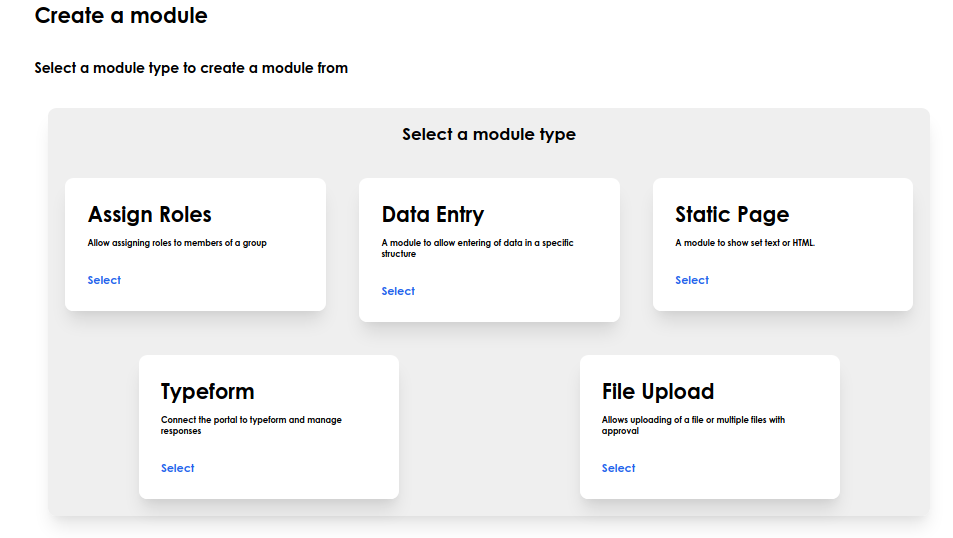 Create a module
Select a module type to create a module from
Select a module type
Assign Roles
Allow assigning roles to members of a group
Select
Data Entry
A module to allow entering of data in a specific
structure
Select
Static Page
A module to show set text or HTML.
Select
Typeform
Connect the portal to typeform and manage
responses
Select
File Upload
Allows uploading of a file or multiple files with
approval
Select